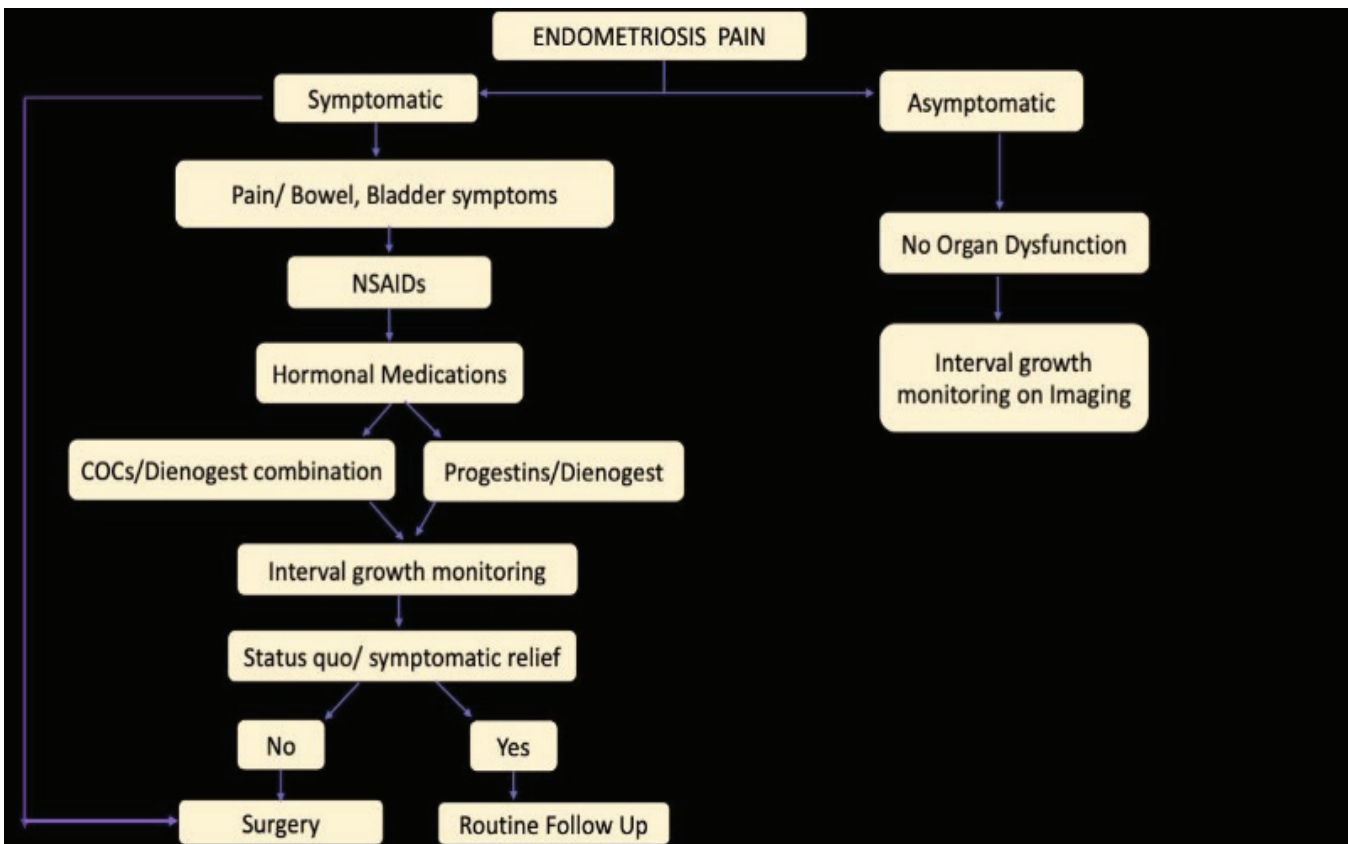 ENDOMETRIOSIS PAIN
Symptomatic
Asymptomatic
Pain/ Bowel, Bladder symptoms
No Organ Dysfunction
NSAIDs
Hormonal Medications
Interval growth
monitoring on Imaging
COCs/Dienogest combination
Progestins/Dienogest
Interval growth monitoring
Status quo/ symptomatic relief
No
Yes
Surgery
Routine Follow Up